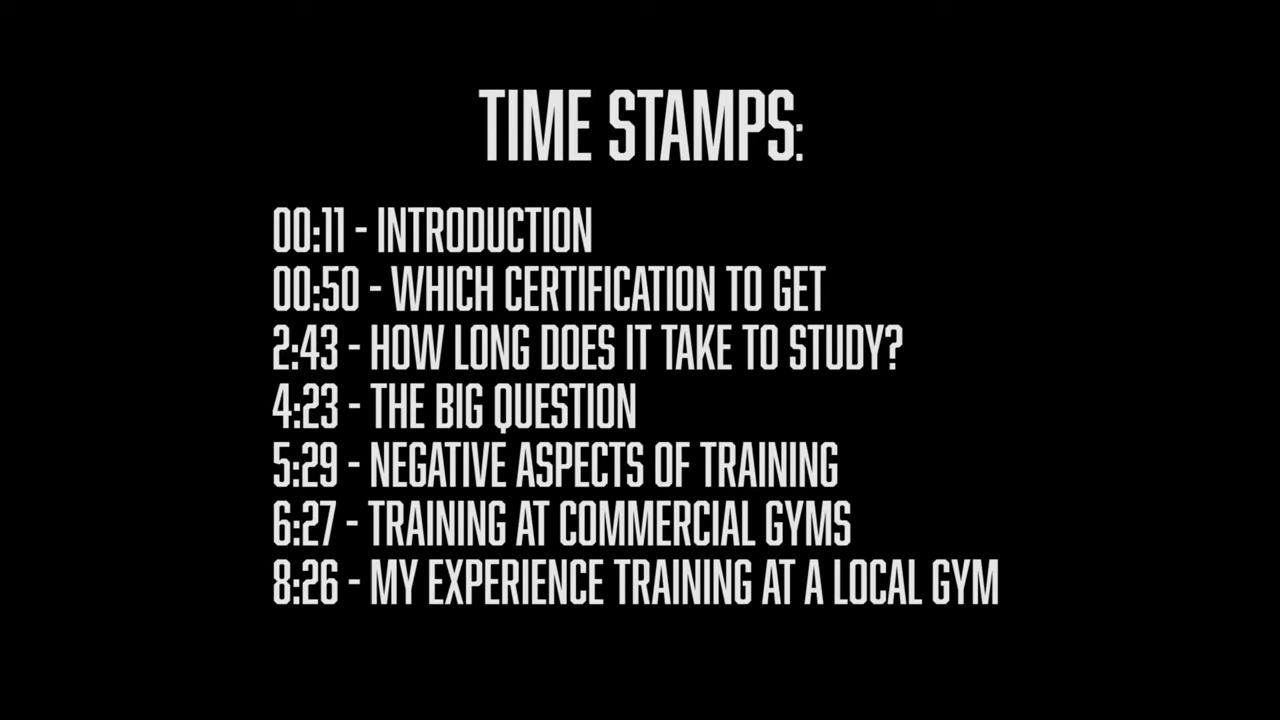 TIME STAMPS:
00:11 - INTRODUCTION
00:50 - WHICH CERTIFICATION TO GET
2:43 - HOW LONG DOES IT TAKE TO STUDY?
4:23 - THE BIG QUESTION
5:29 - NEGATIVE ASPECTS OF TRAINING
6:27 - TRAINING AT COMMERCIAL GYMS
8:26 - MY EXPERIENCE TRAINING AT A LOCAL GYM